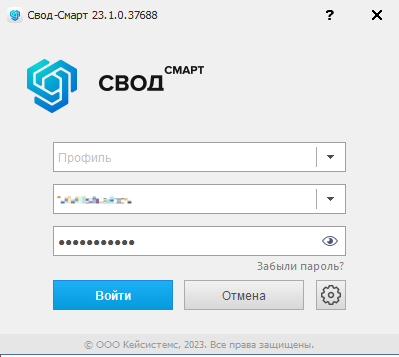 Свод-Смарт 23.1.0.37688
?
СВОД СМАРТ
Профиль
Забыли пароль?
Войти
Отмена
© ООО Кейсистемс, 2023. Все права защищены.